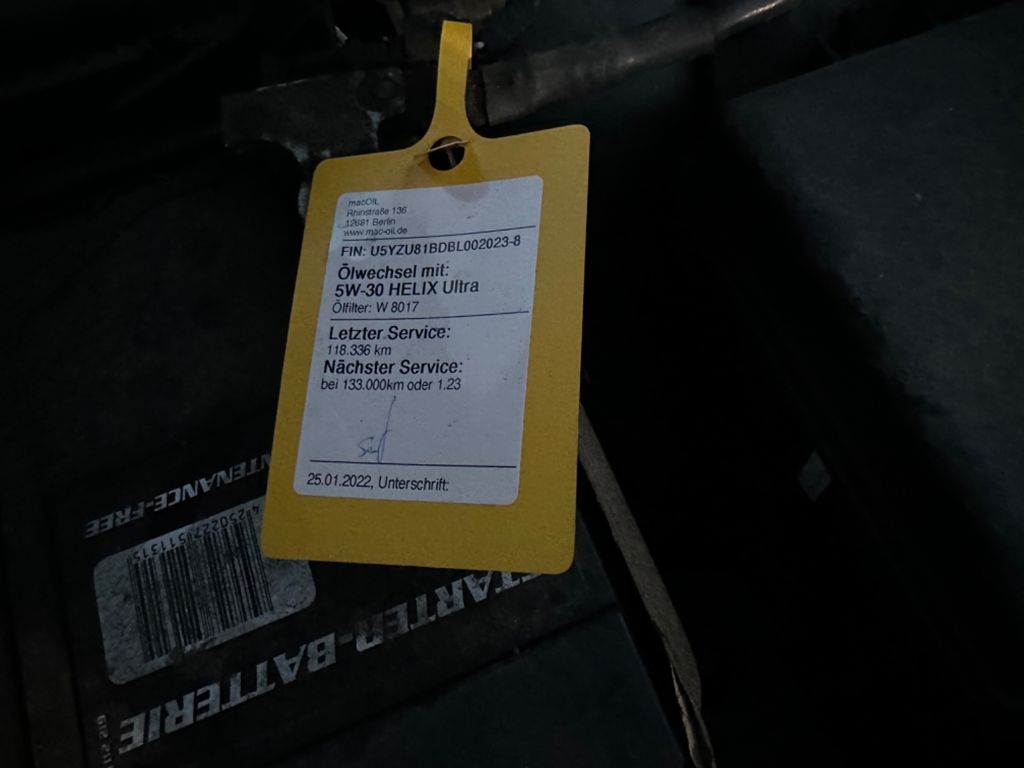 macOIL
Rhinstraße 136
12681 Berlin
www.mac-oil.de
FIN: U5YZU81BDBL002023-8
Ölwechsel mit:
5W-30 HELIX Ultra
Ölfilter: W 8017
Letzter Service:
118.336 km
Nächster Service:
bei 133.000km oder 1.23
25.01.2022, Unterschrift:
STARTER-BATTERIE
TENANCE-FREE